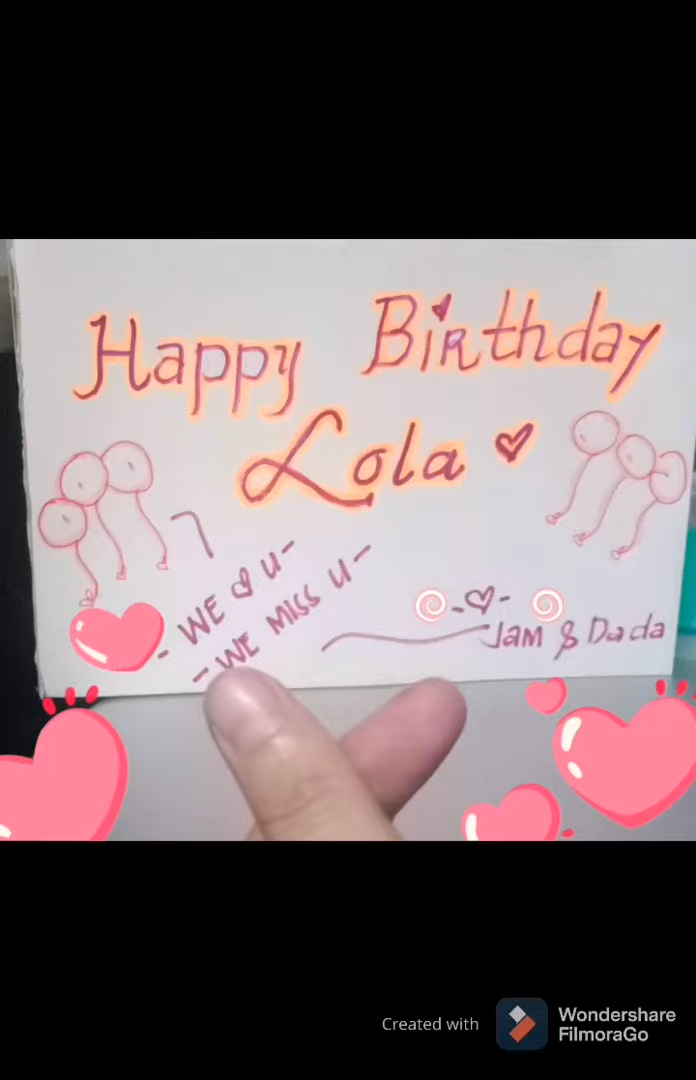 Happy Birthday
Lola
- WE ♥ U -
- WE MISS U -
- ♥ -
Jam & Dada
Created with
Wondershare
FilmoraGo